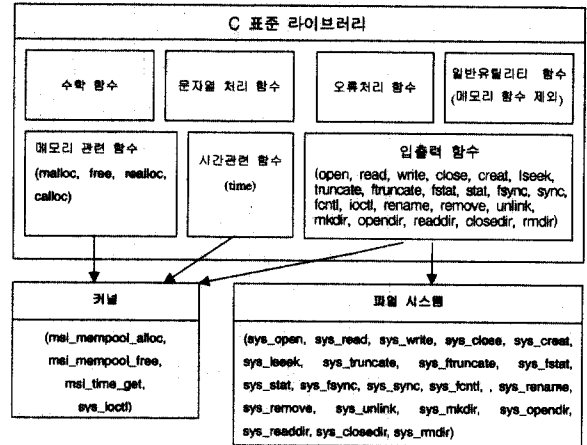 C 표준 라이브러리
수학 함수
문자열 처리 함수
오류처리 함수
일반유틸리티 함수
(메모리 함수 제외)
메모리 관련 함수
(malloc, free, realloc,
calloc)
시간관련 함수
(time)
입출력 함수
(open, read, write, close, creat, lseek,
truncate, ftruncate, fstat, stat, fsync, sync,
fcntl, ioctl, rename, remove, unlink,
mkdir, opendir, readdir, closedir, rmdir)
커널
(msi_mempool_alloc,
msi_mempool_free,
msi_time_get,
sys_ioctl)
파일 시스템
(sys_open, sys_read, sys_write, sys_close, sys_creat,
sys_lseek, sys_truncate, sys_ftruncate, sys_fstat,
sys_stat, sys_fsync, sys_sync, sys_fcntl, , sys_rename,
sys_remove, sys_unlink, sys_mkdir, sys_opendir,
sys_readdir, sys_closedir, sys_rmdir)